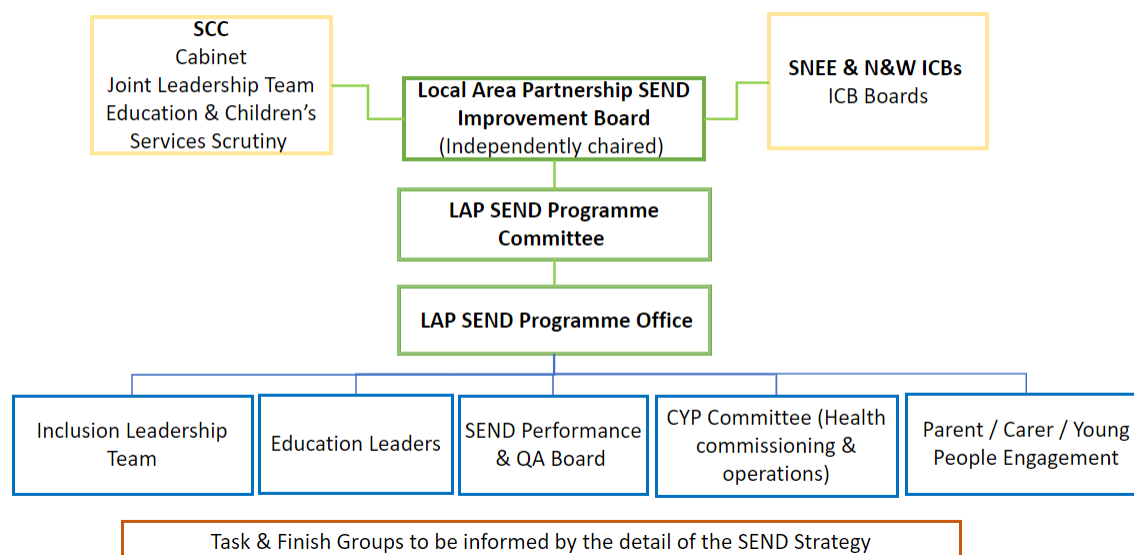 SCC
Cabinet
Joint Leadership Team
Education & Children’s
Services Scrutiny
Local Area Partnership SEND
Improvement Board
(Independently chaired)
SNEE & N&W ICBs
ICB Boards
LAP SEND Programme
Committee
LAP SEND Programme Office
Inclusion Leadership
Team
Education Leaders
SEND Performance
& QA Board
CYP Committee (Health
commissioning &
operations)
Parent / Carer / Young
People Engagement
Task & Finish Groups to be informed by the detail of the SEND Strategy